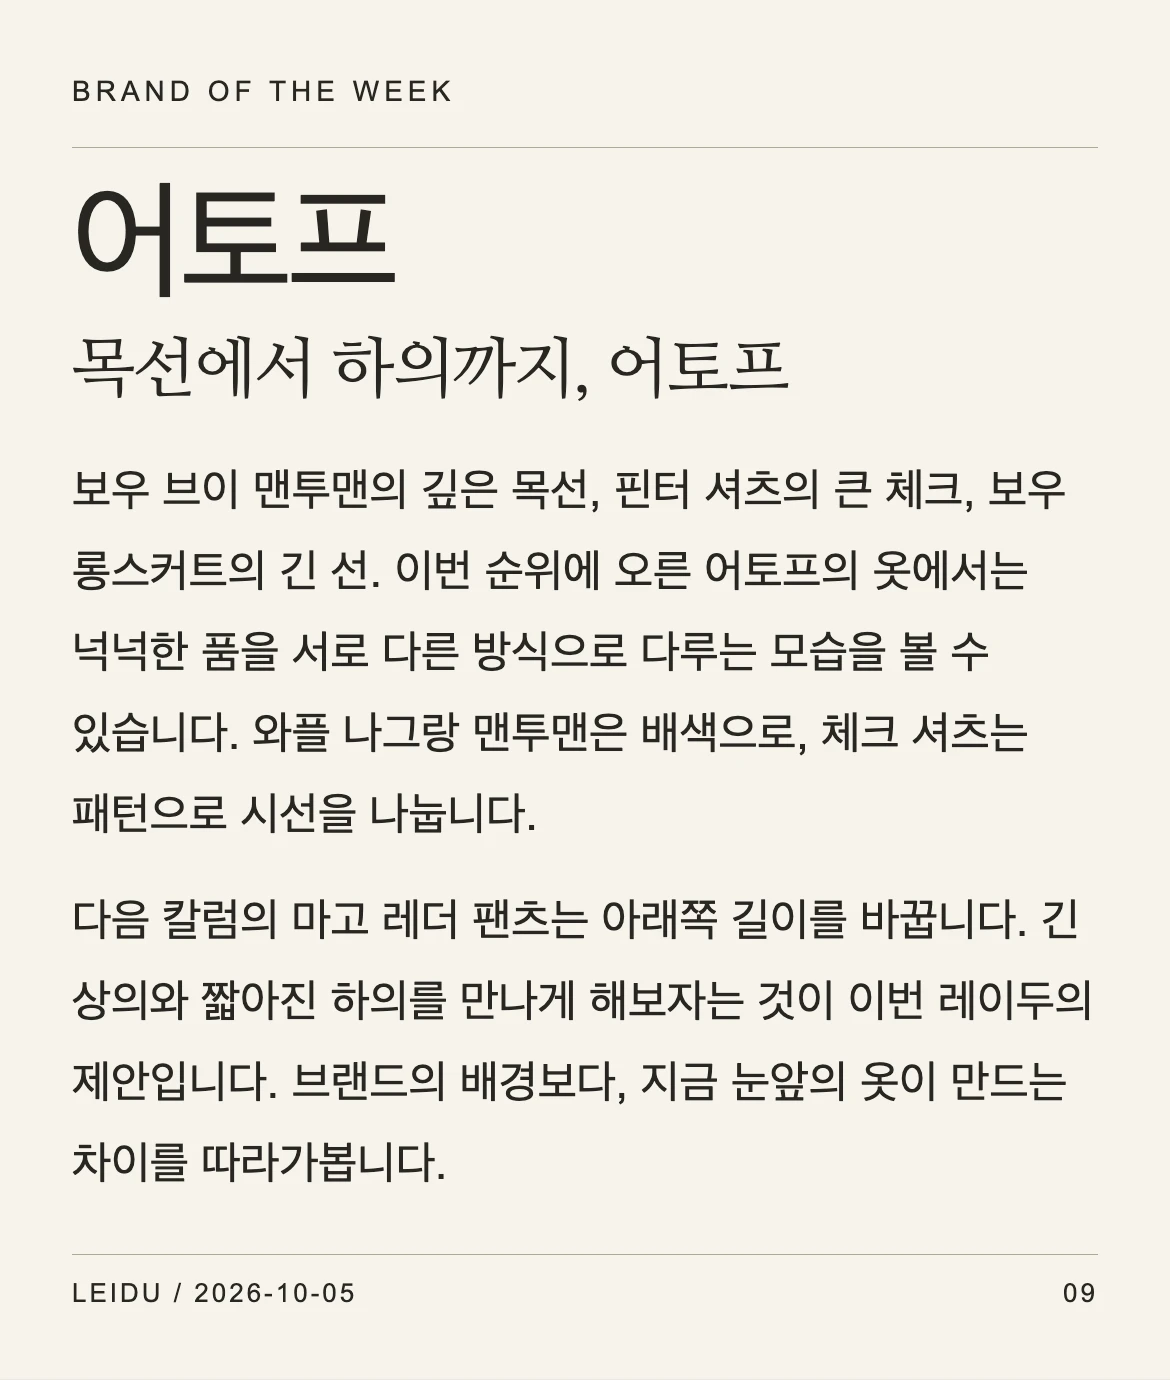 BRAND OF THE WEEK
어토프
목선에서 하의까지, 어토프
보우 브이 맨투맨의 깊은 목선, 핀터 셔츠의 큰 체크, 보우
롱스커트의 긴 선. 이번 순위에 오른 어토프의 옷에서는
넉넉한 품을 서로 다른 방식으로 다루는 모습을 볼 수
있습니다. 와플 나그랑 맨투맨은 배색으로, 체크 셔츠는
패턴으로 시선을 나눕니다.
다음 칼럼의 마고 레더 팬츠는 아래쪽 길이를 바꿉니다. 긴
상의와 짧아진 하의를 만나게 해보자는 것이 이번 레이두의
제안입니다. 브랜드의 배경보다, 지금 눈앞의 옷이 만드는
차이를 따라가봅니다.
LEIDU / 2026-10-05
09